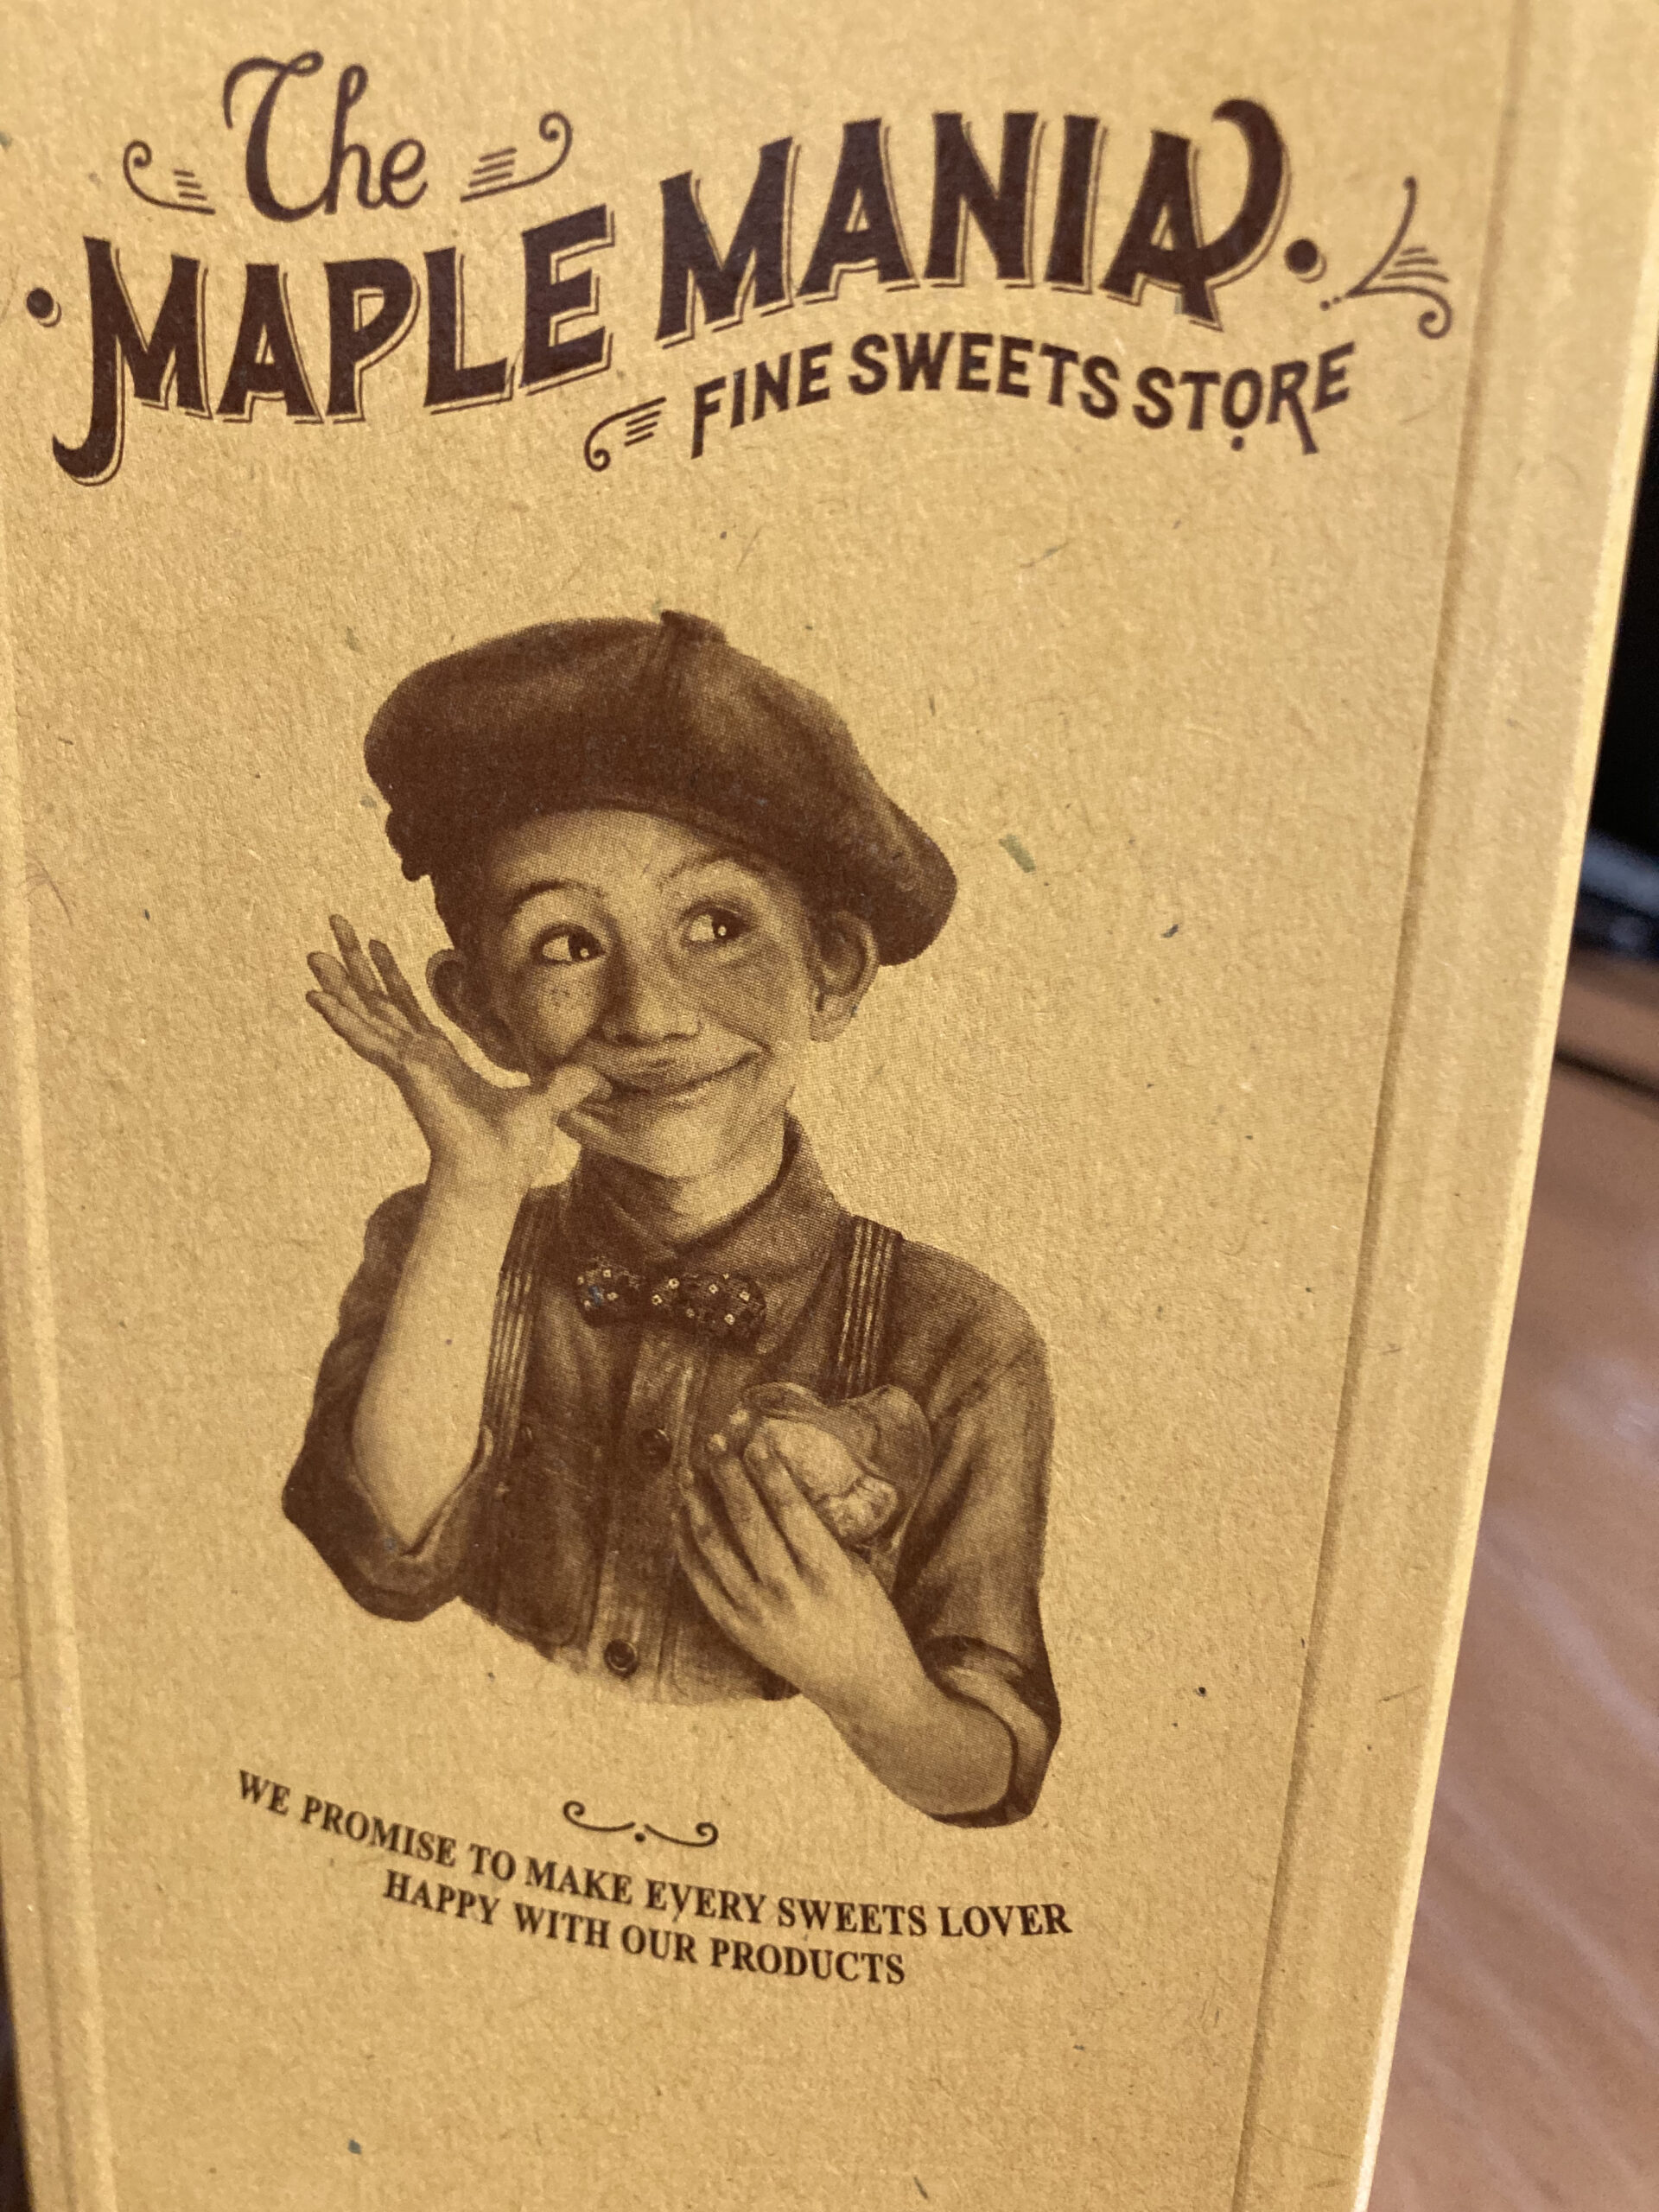 The
MAPLE MANIA
FINE SWEETS STORE
WE PROMISE TO MAKE EVERY SWEETS LOVER
HAPPY WITH OUR PRODUCTS